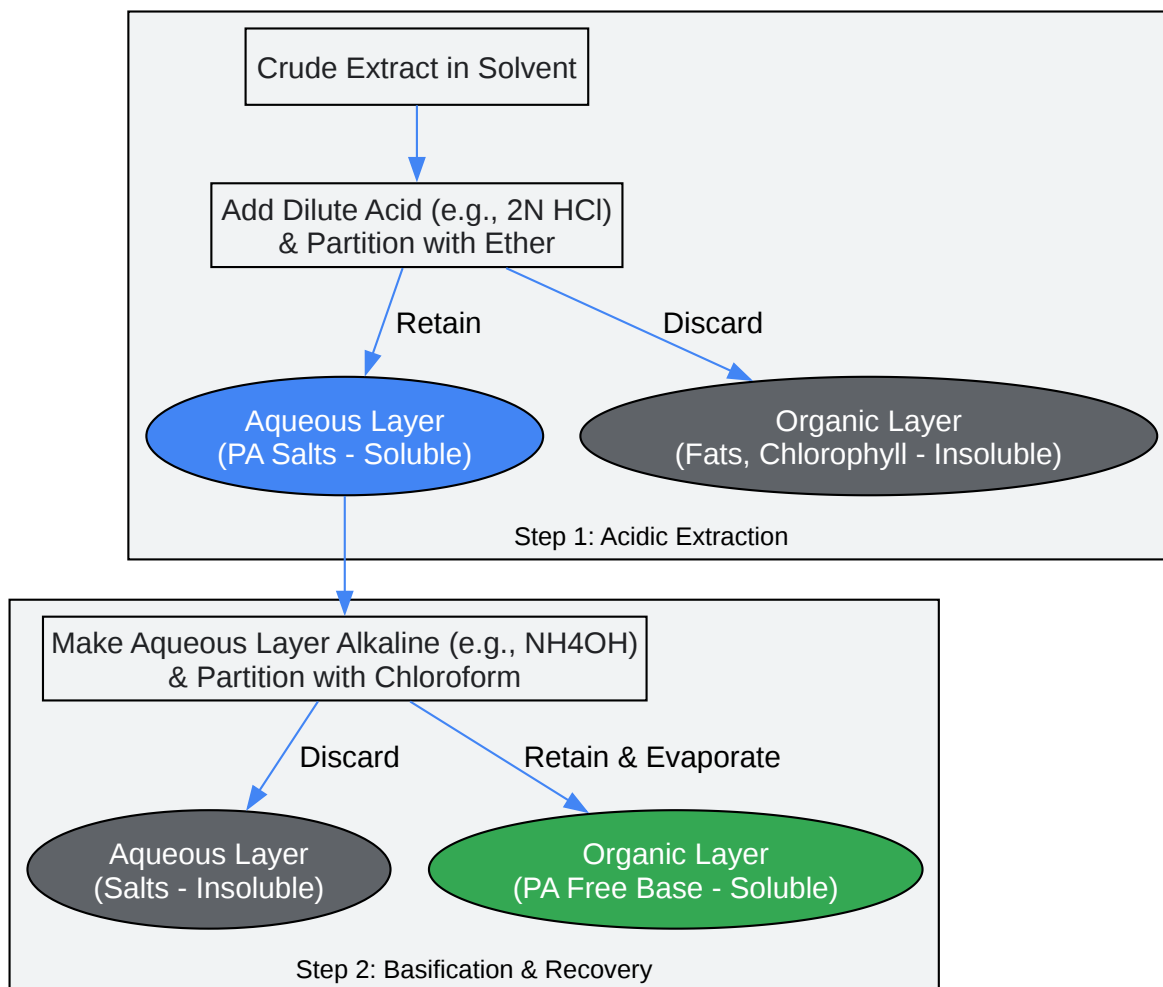 Crude Extract in Solvent
Add Dilute Acid (e.g., 2N HCl)
& Partition with Ether
Retain
Discard
Aqueous Layer
(PA Salts - Soluble)
Organic Layer
(Fats, Chlorophyll - Insoluble)
Step 1: Acidic Extraction
Make Aqueous Layer Alkaline (e.g., NH4OH)
& Partition with Chloroform
Discard
Retain & Evaporate
Aqueous Layer
(Salts - Insoluble)
Organic Layer
(PA Free Base - Soluble)
Step 2: Basification & Recovery